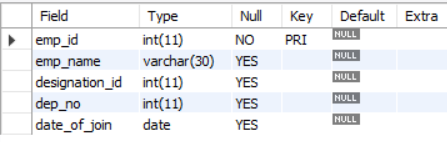 Field Type Null Key Default Extra
emp_id int(11) NO PRI NULL
emp_name varchar(30) YES NULL
designation_id int(11) YES NULL
dep_no int(11) YES NULL
date_of_join date YES NULL